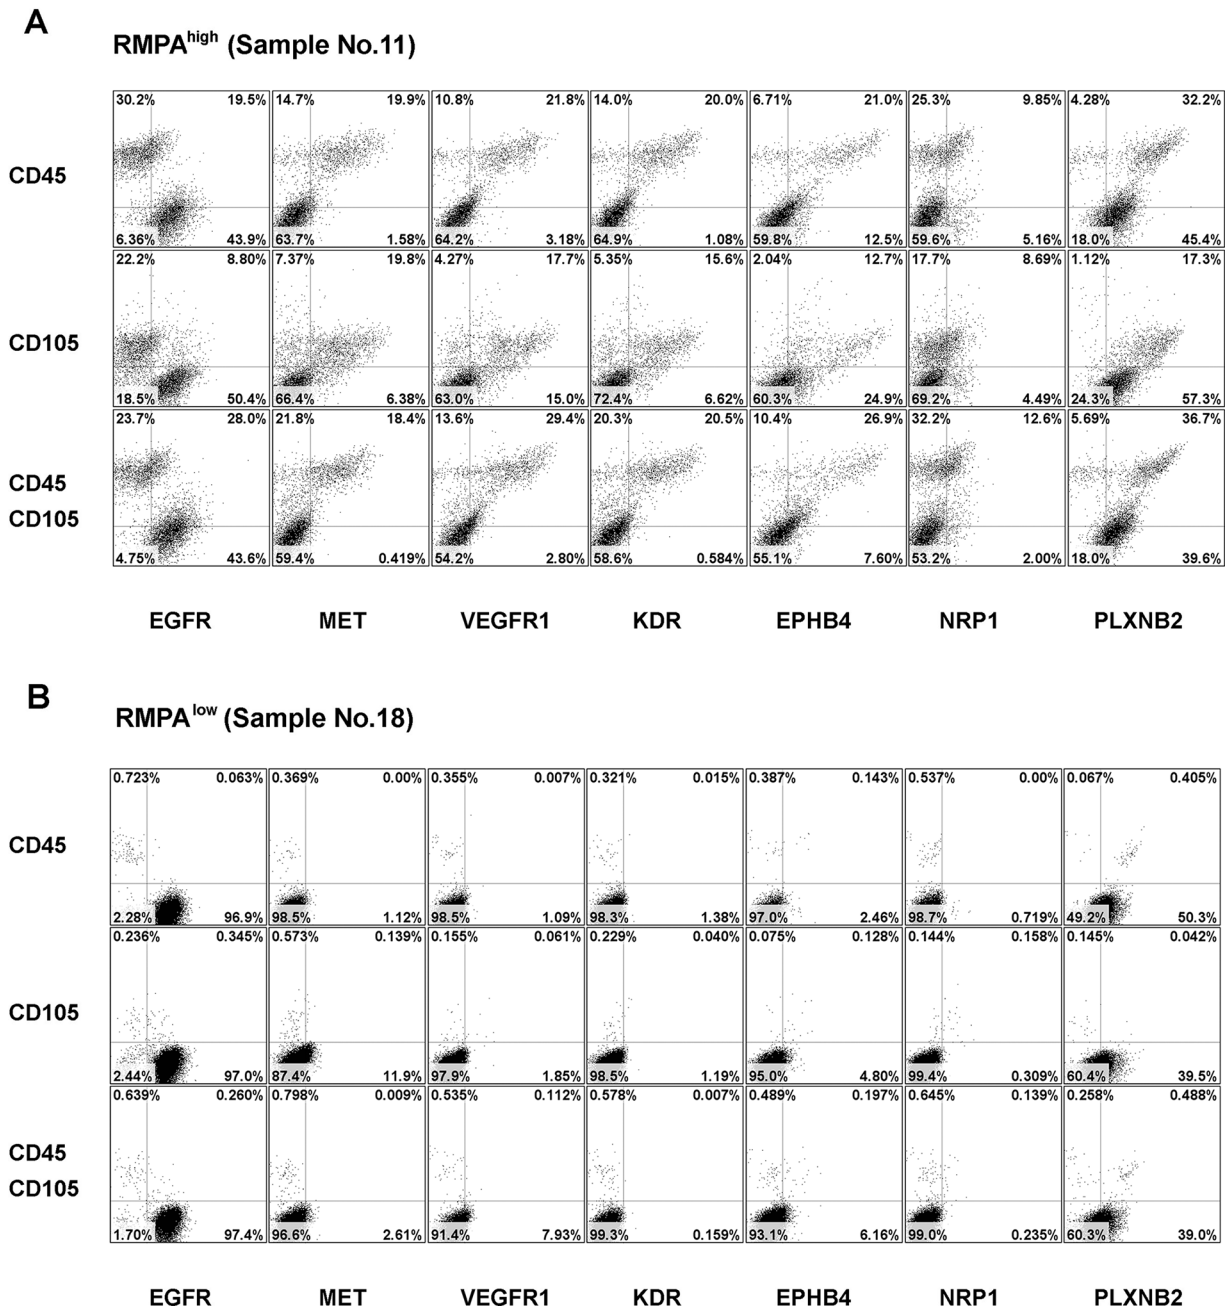 A
RMPAhigh (Sample No.11)
30.2% 19.5% 14.7% 19.9% 10.8% 21.8% 14.0% 20.0% 6.71% 21.0% 25.3% 9.85% 4.28% 32.2%
CD45
6.36% 43.9% 63.7% 1.58% 64.2% 3.18% 64.9% 1.08% 59.8% 12.5% 59.6% 5.16% 18.0% 45.4%
22.2% 8.80% 7.37% 19.8% 4.27% 17.7% 5.35% 15.6% 2.04% 12.7% 17.7% 8.69% 1.12% 17.3%
CD105
18.5% 50.4% 66.4% 6.38% 63.0% 15.0% 72.4% 6.62% 60.3% 24.9% 69.2% 4.49% 24.3% 57.3%
23.7% 28.0% 21.8% 18.4% 13.6% 29.4% 20.3% 20.5% 10.4% 26.9% 32.2% 12.6% 5.69% 36.7%
CD45
CD105
4.75% 43.6% 59.4% 0.419% 54.2% 2.80% 58.6% 0.584% 55.1% 7.60% 53.2% 2.00% 18.0% 39.6%
EGFR MET VEGFR1 KDR EPHB4 NRP1 PLXNB2
B
RMPAlow (Sample No.18)
0.723% 0.063% 0.369% 0.00% 0.355% 0.007% 0.321% 0.015% 0.387% 0.143% 0.537% 0.00% 0.067% 0.405%
CD45
2.28% 96.9% 98.5% 1.12% 98.5% 1.09% 98.3% 1.38% 97.0% 2.46% 98.7% 0.719% 49.2% 50.3%
0.236% 0.345% 0.573% 0.139% 0.155% 0.061% 0.229% 0.040% 0.075% 0.128% 0.144% 0.158% 0.145% 0.042%
CD105
2.44% 97.0% 87.4% 11.9% 97.9% 1.85% 98.5% 1.19% 95.0% 4.80% 99.4% 0.309% 60.4% 39.5%
0.639% 0.260% 0.798% 0.009% 0.535% 0.112% 0.578% 0.007% 0.489% 0.197% 0.645% 0.139% 0.258% 0.488%
CD45
CD105
1.70% 97.4% 96.6% 2.61% 91.4% 7.93% 99.3% 0.159% 93.1% 6.16% 99.0% 0.235% 60.3% 39.0%
EGFR MET VEGFR1 KDR EPHB4 NRP1 PLXNB2